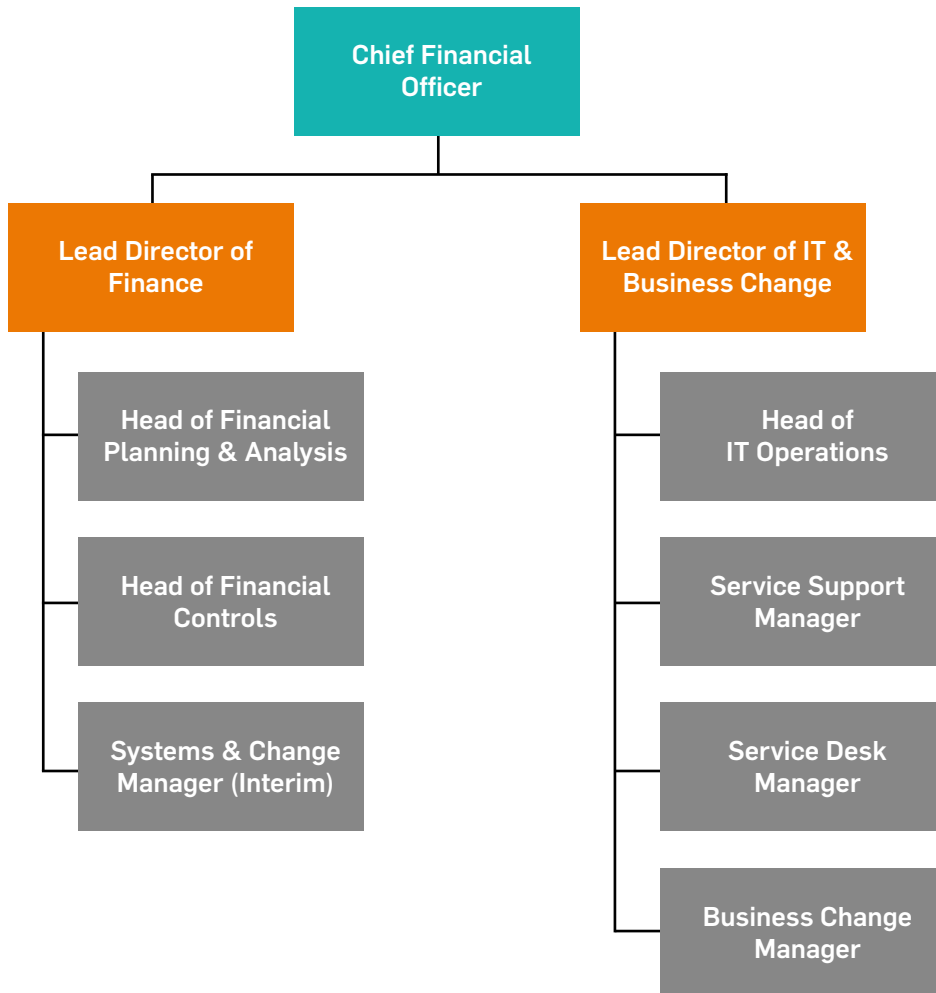 Chief Financial
Officer
Lead Director of
Finance
Lead Director of IT &
Business Change
Head of Financial
Planning & Analysis
Head of
IT Operations
Head of Financial
Controls
Service Support
Manager
Systems & Change
Manager (Interim)
Service Desk
Manager
Business Change
Manager